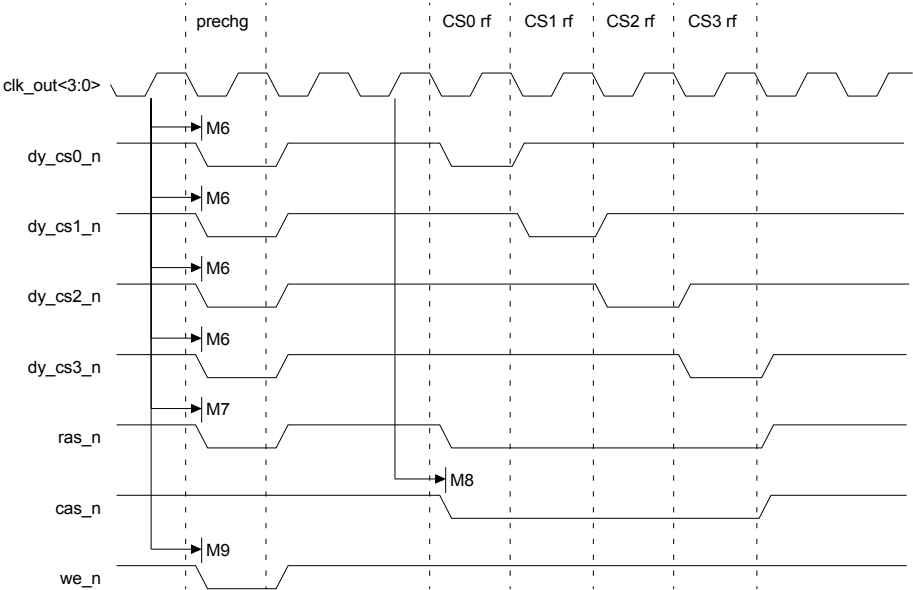 prechg CS0 rf CS1 rf CS2 rf CS3 rf
clk_out<3:0>
M6
dy_cs0_n
M6
dy_cs1_n
M6
dy_cs2_n
M6
dy_cs3_n
M7
ras_n
M8
cas_n
M9
we_n